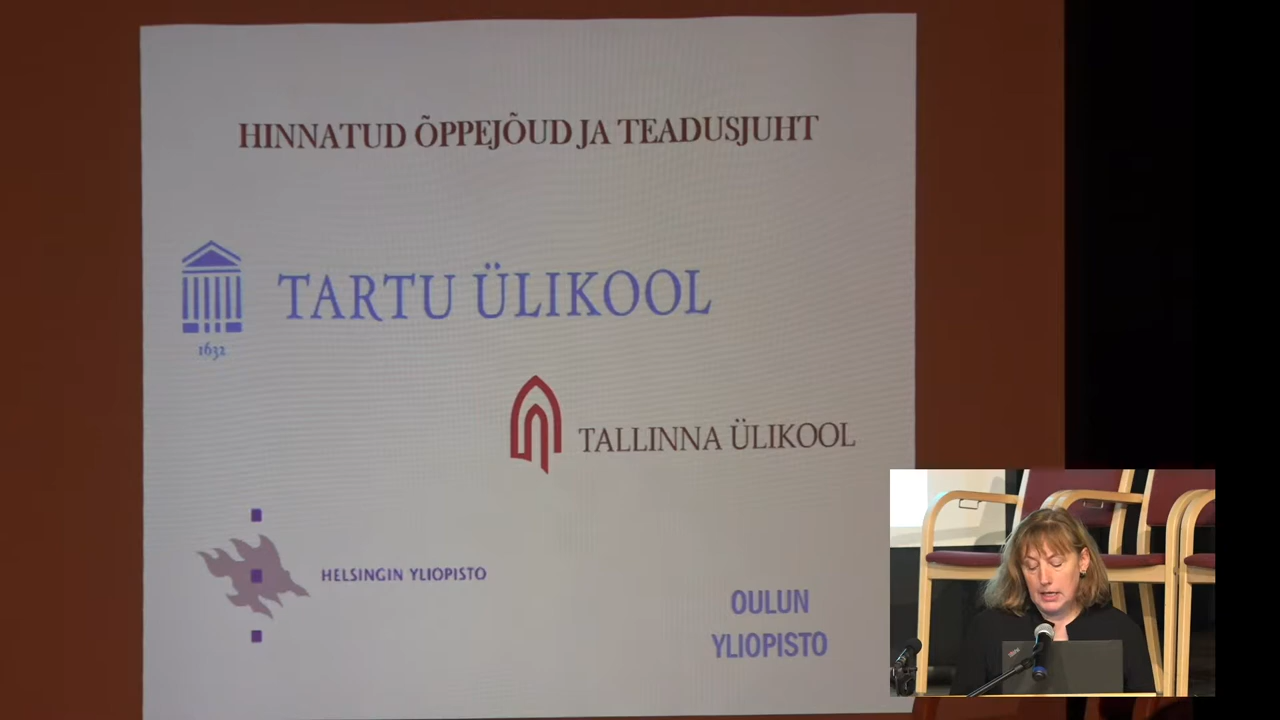 HINNATUD ÕPPEJÕUD JA TEADUSJUHT
TARTU ÜLIKOOL
1632
TALLINNA ÜLIKOOL
HELSINGIN YLIOPISTO
OULUN
YLIOPISTO